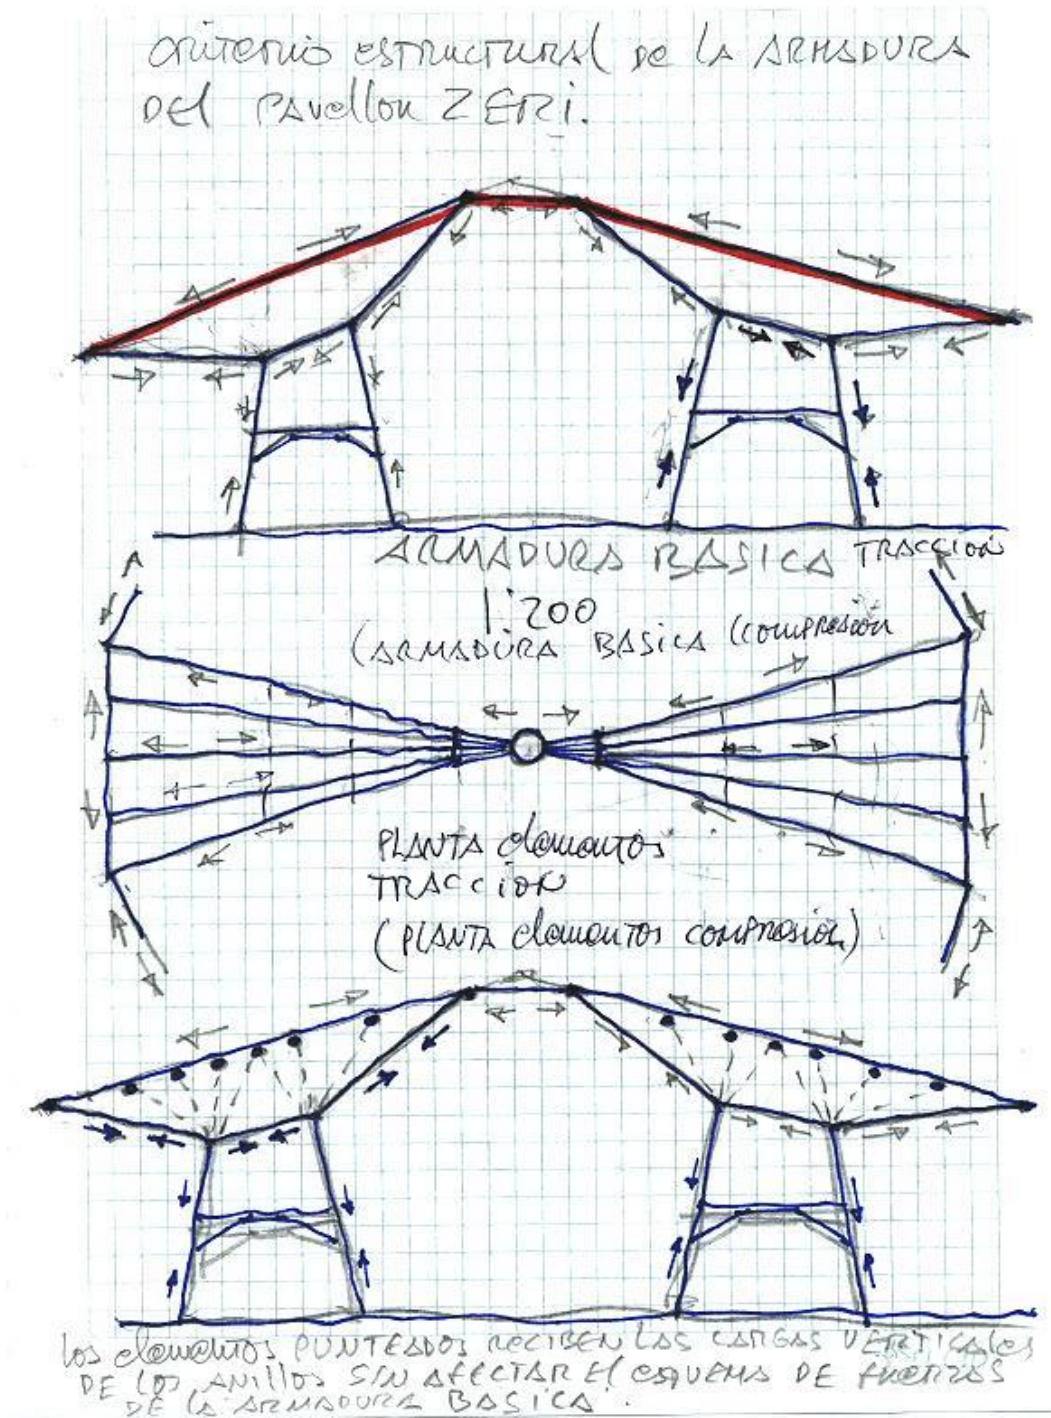 criterio estructural de la ARMADURA
DEL Pavellon ZERi.
ARMADURA BASICA TRACCION
1:200
(ARMADURA BASICA (compresión
A
PLANTA elementos
TRACCION
(PLANTA elementos compresión)
Los elementos PUNTEADOS RECIBEN LAS CARGAS VERTICALES
DE LOS ANILLOS SIN AFECTAR El esquema DE fuerzas
DE LA ARMADURA BASICA.